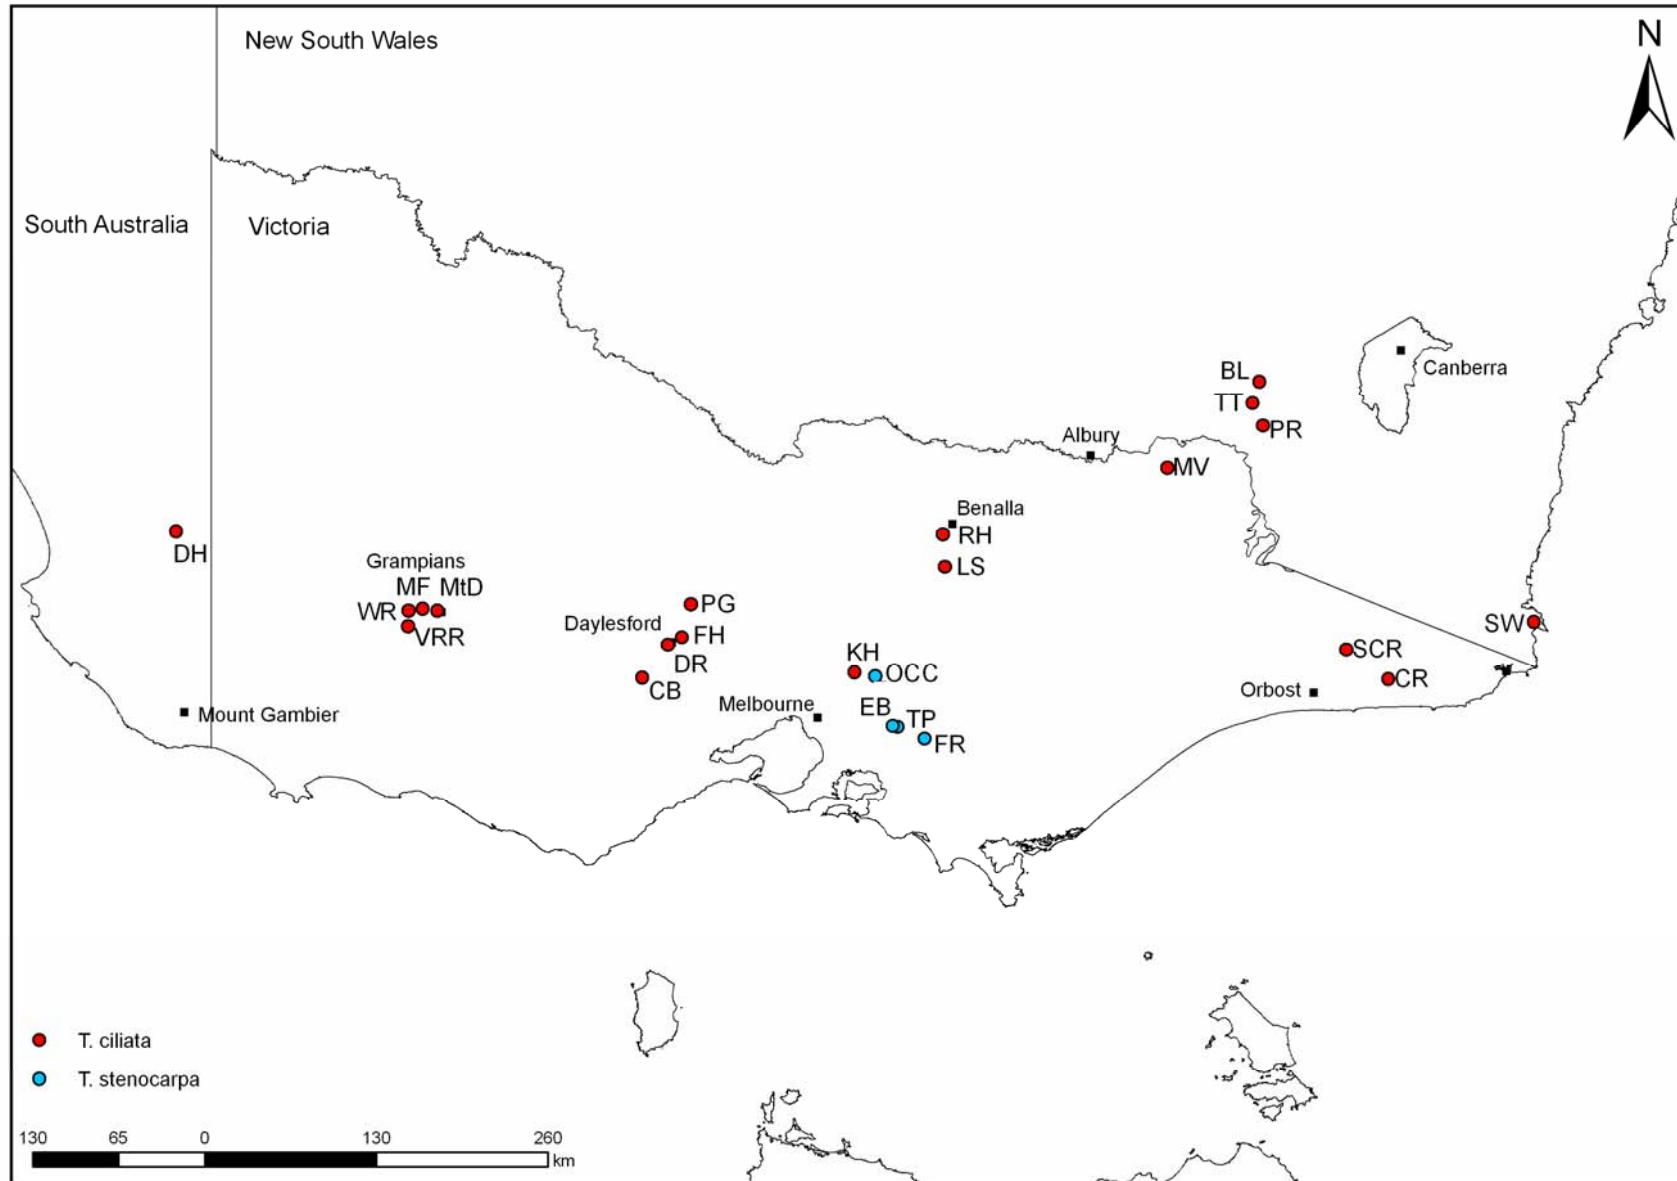 New South Wales
N
South Australia
Victoria
Canberra
BL
TT
PR
Albury
MV
Benalla
RH
LS
DH
Grampians
MF
MtD
WR
VRR
PG
Daylesford
FH
DR
CB
KH
OCC
SW
SCR
CR
Orbost
Mount Gambier
Melbourne
EB
TP
FR
T. ciliata
T. stenocarpa
130 65 0 130 260
km